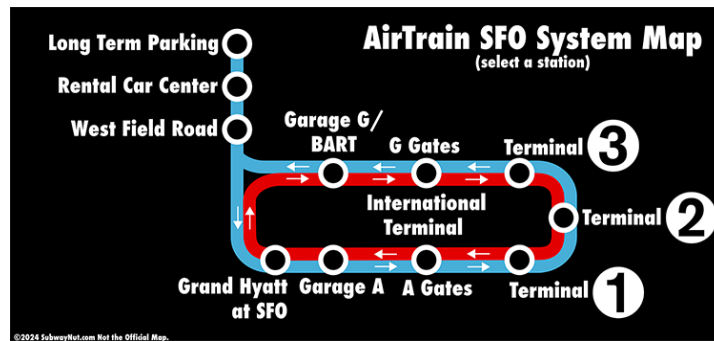 AirTrain SFO System Map
(select a station)
Long Term Parking
Rental Car Center
West Field Road
Garage G/
BART
G Gates
Terminal 3
International
Terminal
Terminal 2
Grand Hyatt
at SFO
Garage A
A Gates
Terminal 1
©2024 SubwayNut.com Not the Official Map.